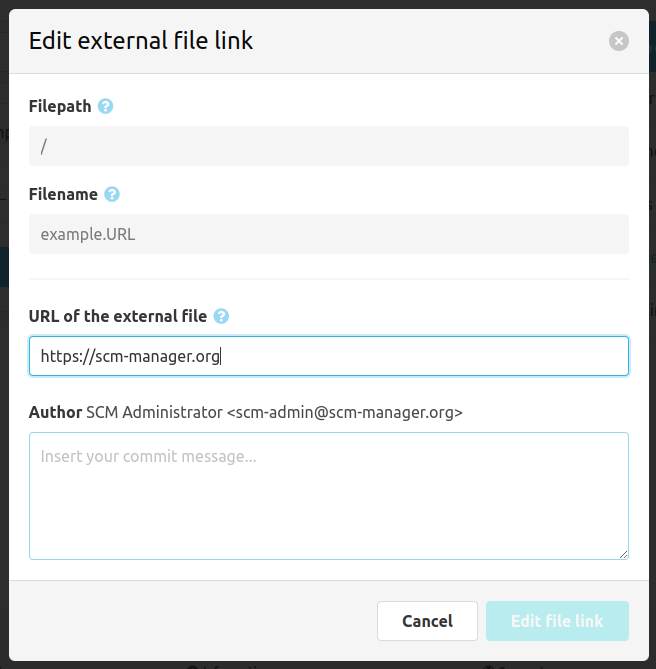 Edit external file link
Filepath
/
Filename
example.URL
URL of the external file
https://scm-manager.org
Author SCM Administrator <scm-admin@scm-manager.org>
Insert your commit message...
Cancel
Edit file link